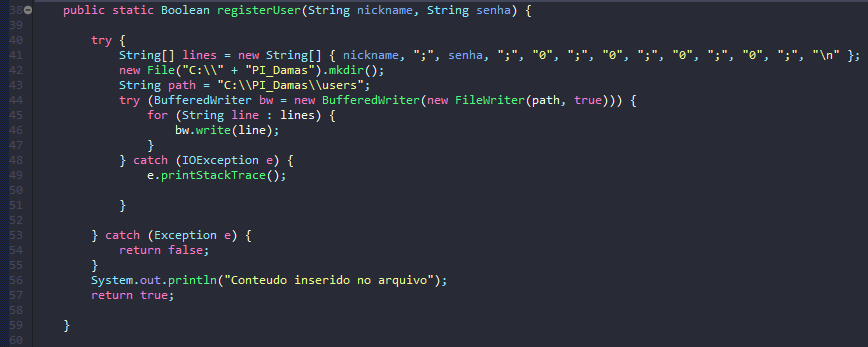 38 public static Boolean registerUser(String nickname, String senha) {
39
40 try {
41 String[] lines = new String[] { nickname, ";", senha, ";", "0", ";", "0", ";", "0", ";", "0", ";", "\n" };
42 new File("C:\\" + "PI_Damas").mkdir();
43 String path = "C:\\PI_Damas\\users";
44 try (BufferedWriter bw = new BufferedWriter(new FileWriter(path, true))) {
45 for (String line : lines) {
46 bw.write(line);
47 }
48 } catch (IOException e) {
49 e.printStackTrace();
50
51 }
52
53 } catch (Exception e) {
54 return false;
55 }
56 System.out.println("Conteudo inserido no arquivo");
57 return true;
58
59 }
60